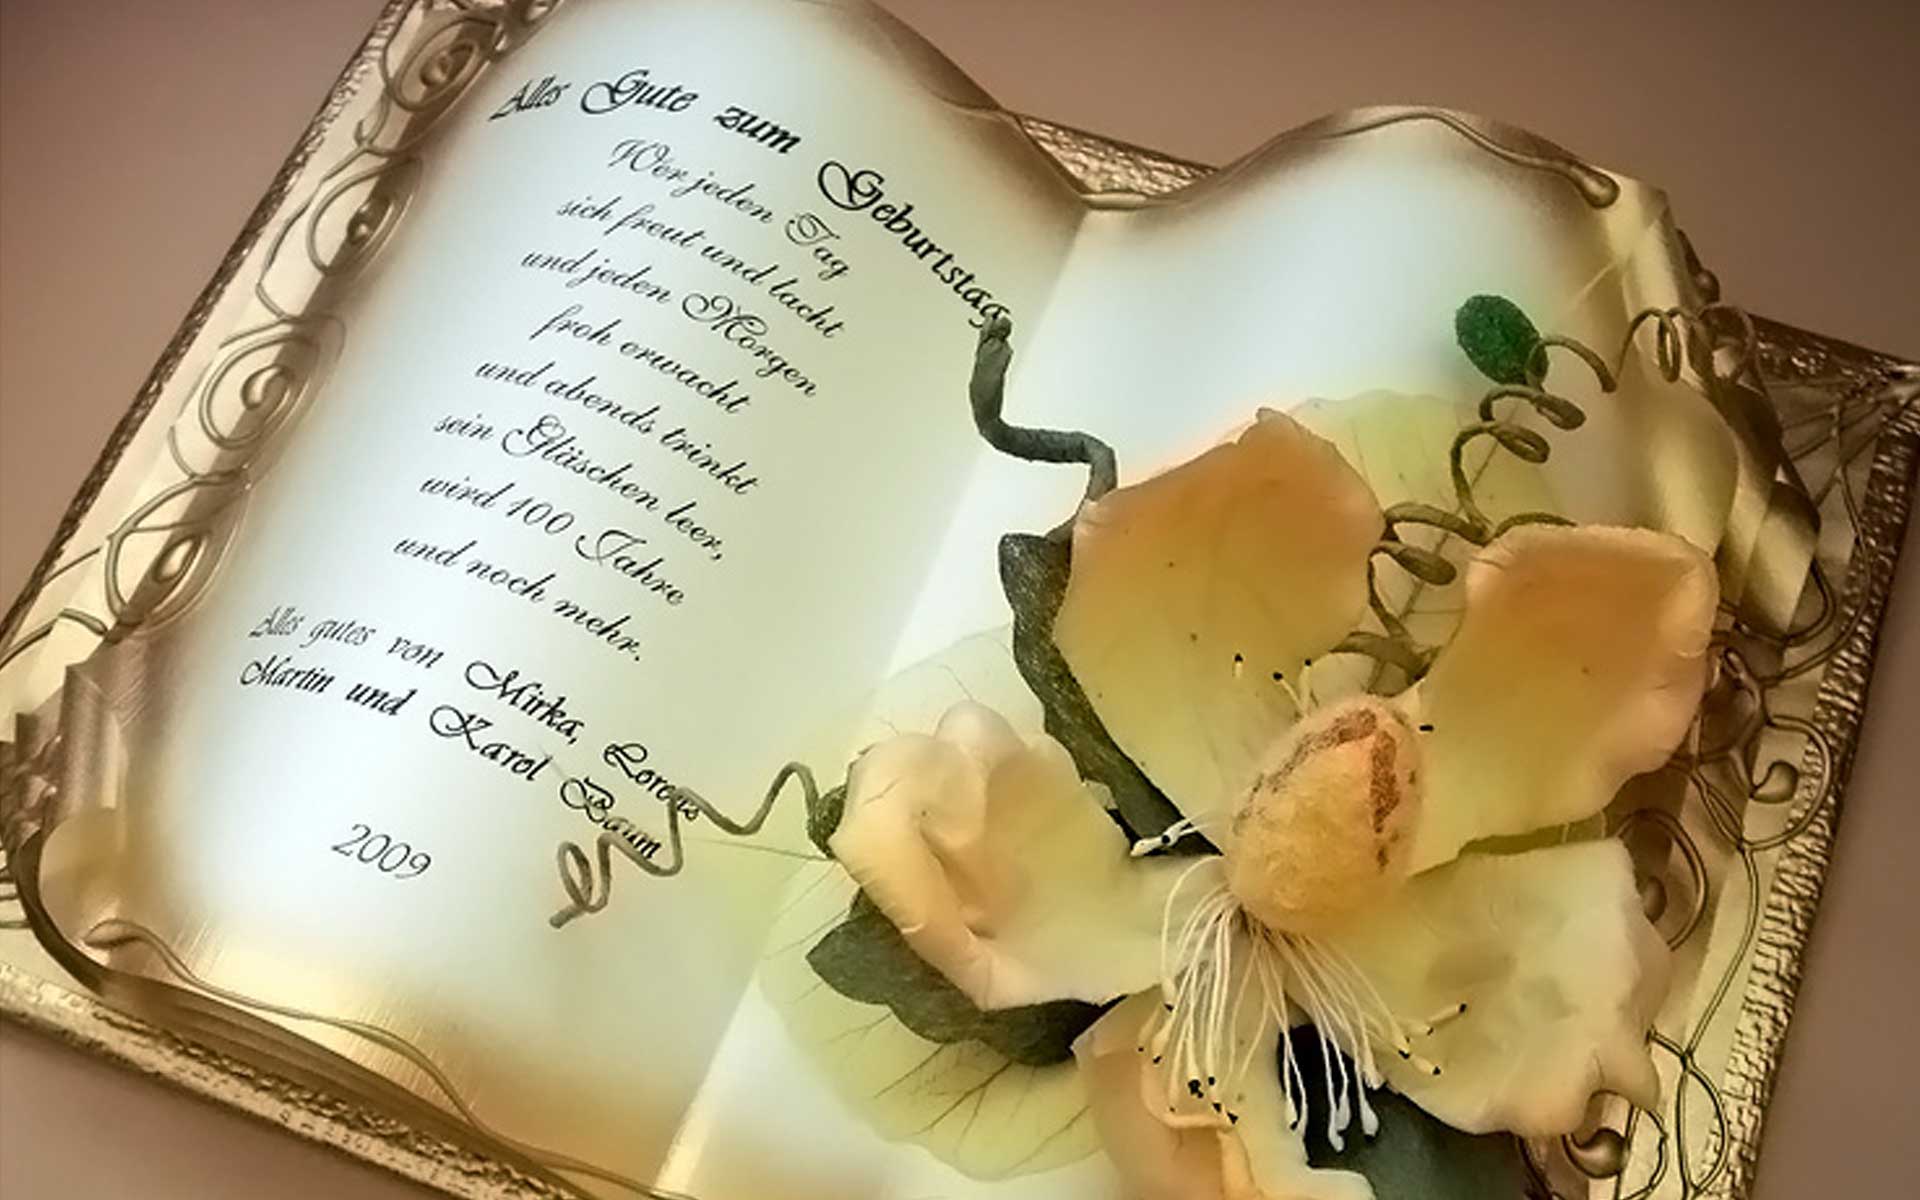 Alles Gute zum Geburtstag
Wer jeden Tag
sich freut und lacht
und jeden Morgen
froh erwacht
und abends trinkt
sein Gläschen leer,
wird 100 Jahre
und noch mehr.
Alles gutes von Mirka, Lorens
Martin und Karol Baum
2009